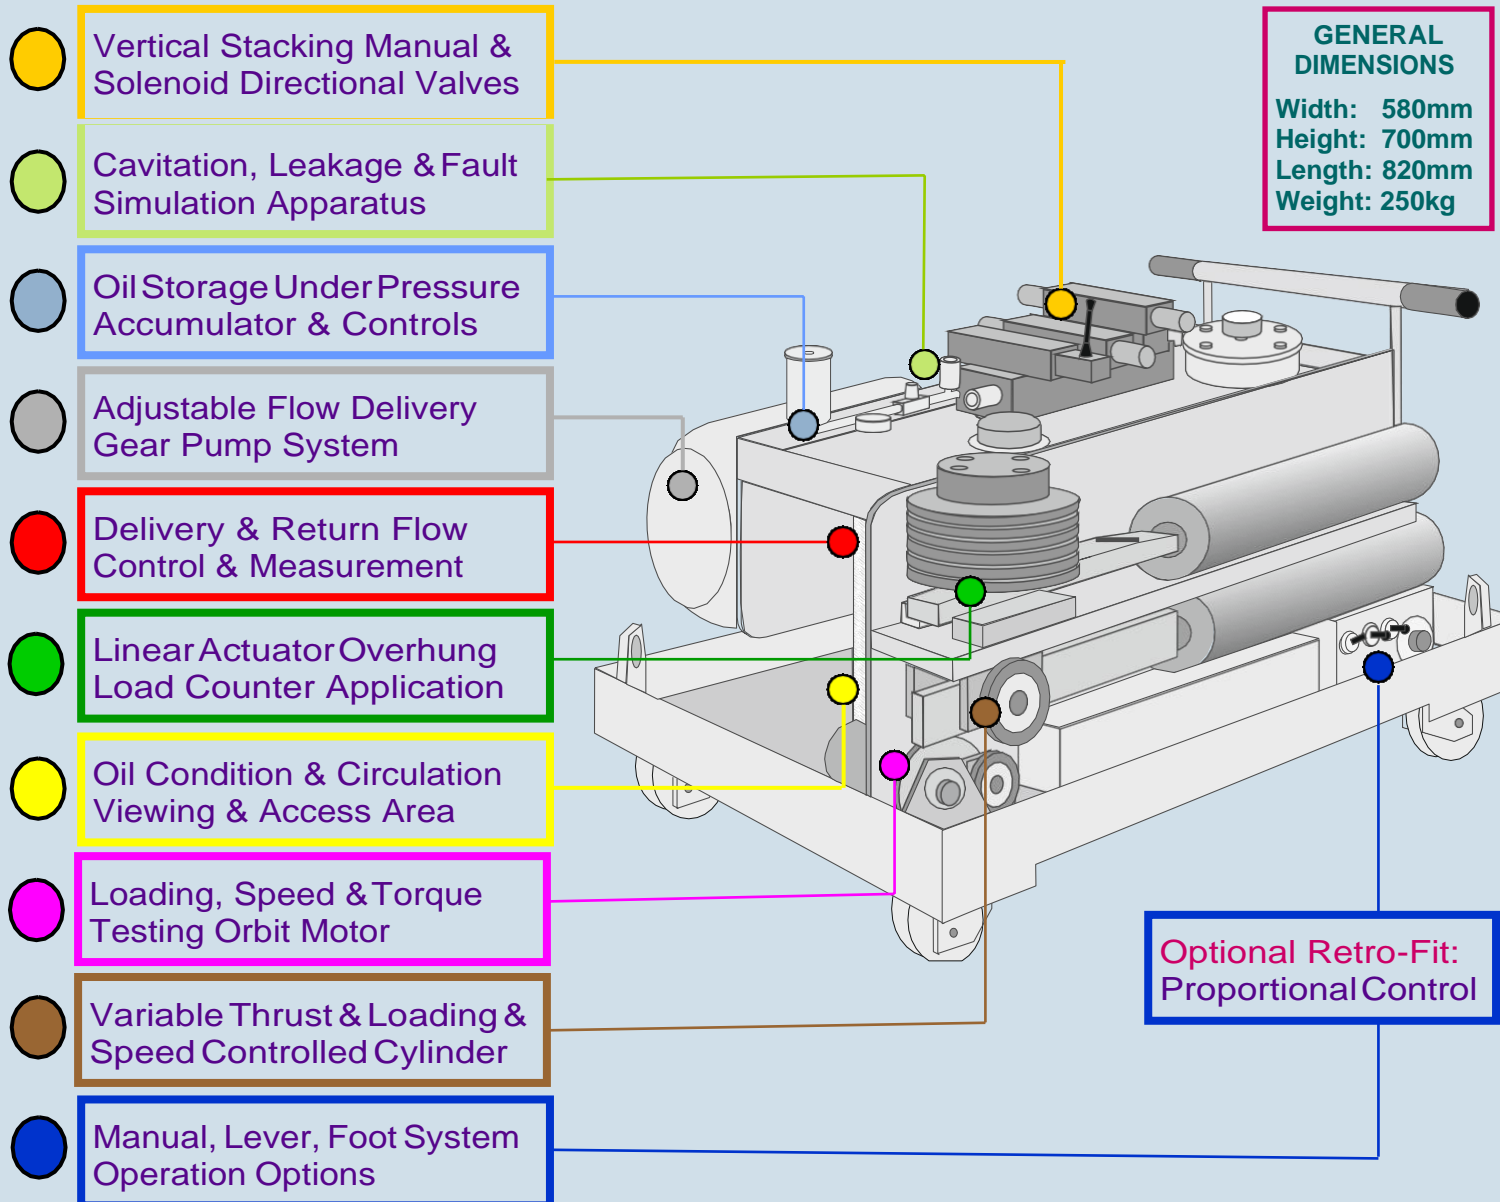 Vertical Stacking Manual &
Solenoid Directional Valves
Cavitation, Leakage & Fault
Simulation Apparatus
Oil Storage Under Pressure
Accumulator & Controls
Adjustable Flow Delivery
Gear Pump System
Delivery & Return Flow
Control & Measurement
Linear Actuator Overhung
Load Counter Application
Oil Condition & Circulation
Viewing & Access Area
Loading, Speed & Torque
Testing Orbit Motor
Variable Thrust & Loading &
Speed Controlled Cylinder
Manual, Lever, Foot System
Operation Options
GENERAL
DIMENSIONS
Width: 580mm
Height: 700mm
Length: 820mm
Weight: 250kg
Optional Retro-Fit:
Proportional Control